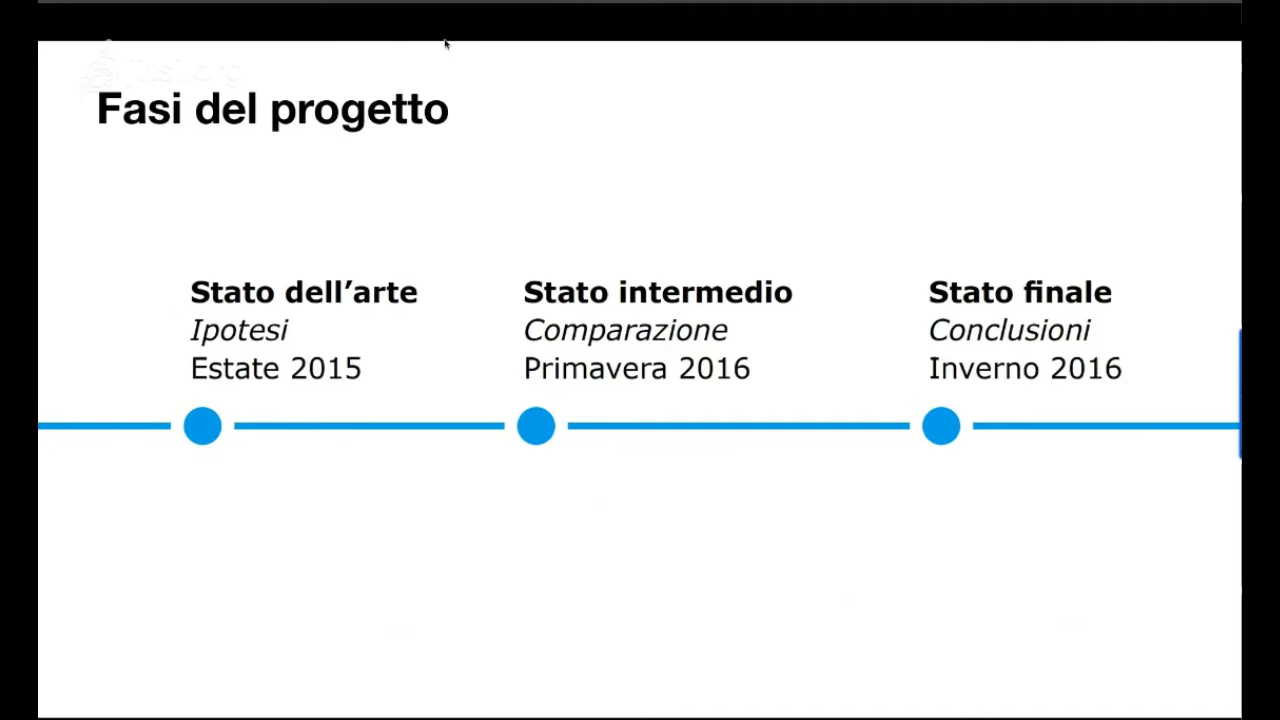 Fasi del progetto
Stato dell’arte
Ipotesi
Estate 2015
Stato intermedio
Comparazione
Primavera 2016
Stato finale
Conclusioni
Inverno 2016